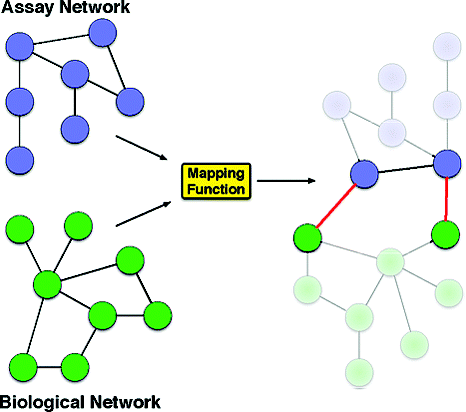 Assay Network
Mapping
Function
Biological Network